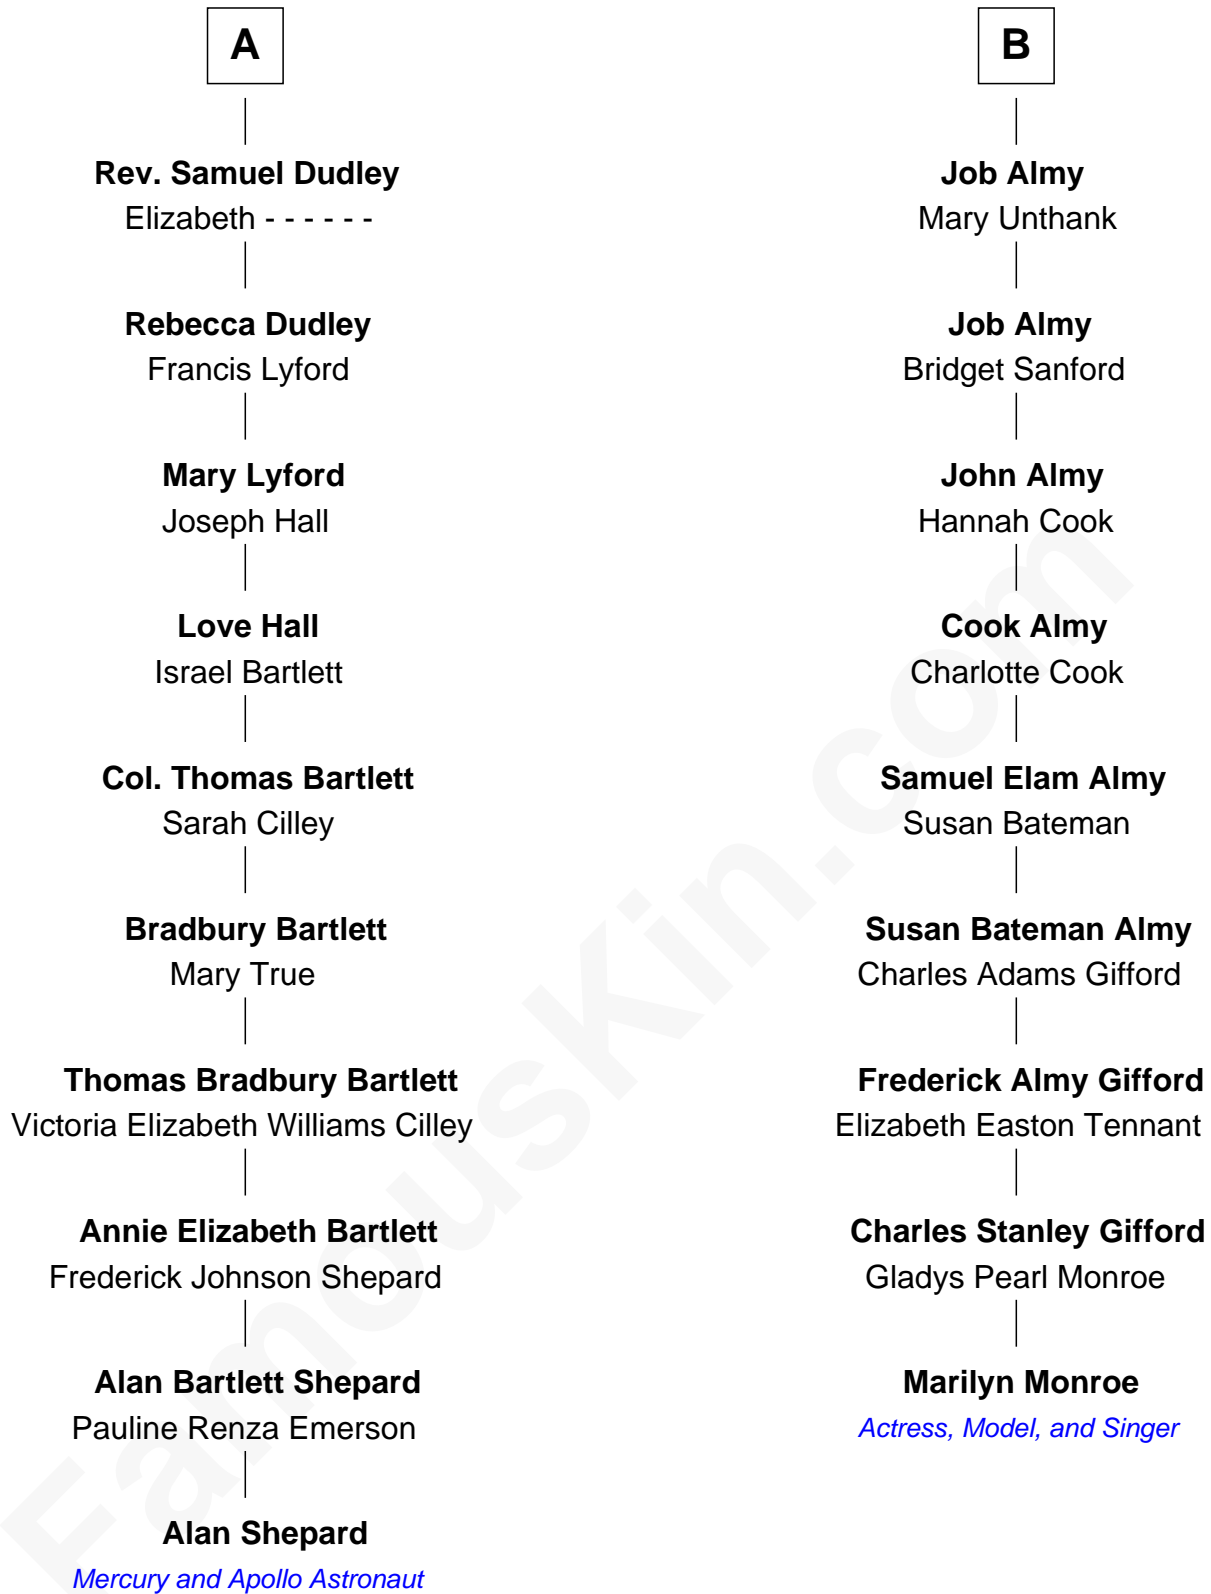 A
Rev. Samuel Dudley
Elizabeth - - - - - -
Rebecca Dudley
Francis Lyford
Mary Lyford
Joseph Hall
Love Hall
Israel Bartlett
Col. Thomas Bartlett
Sarah Cilley
Bradbury Bartlett
Mary True
Thomas Bradbury Bartlett
Victoria Elizabeth Williams Cilley
Annie Elizabeth Bartlett
Frederick Johnson Shepard
Alan Bartlett Shepard
Pauline Renza Emerson
Alan Shepard
Mercury and Apollo Astronaut
B
Job Almy
Mary Unthank
Job Almy
Bridget Sanford
John Almy
Hannah Cook
Cook Almy
Charlotte Cook
Samuel Elam Almy
Susan Bateman
Susan Bateman Almy
Charles Adams Gifford
Frederick Almy Gifford
Elizabeth Easton Tennant
Charles Stanley Gifford
Gladys Pearl Monroe
Marilyn Monroe
Actress, Model, and Singer
FamousKin.com